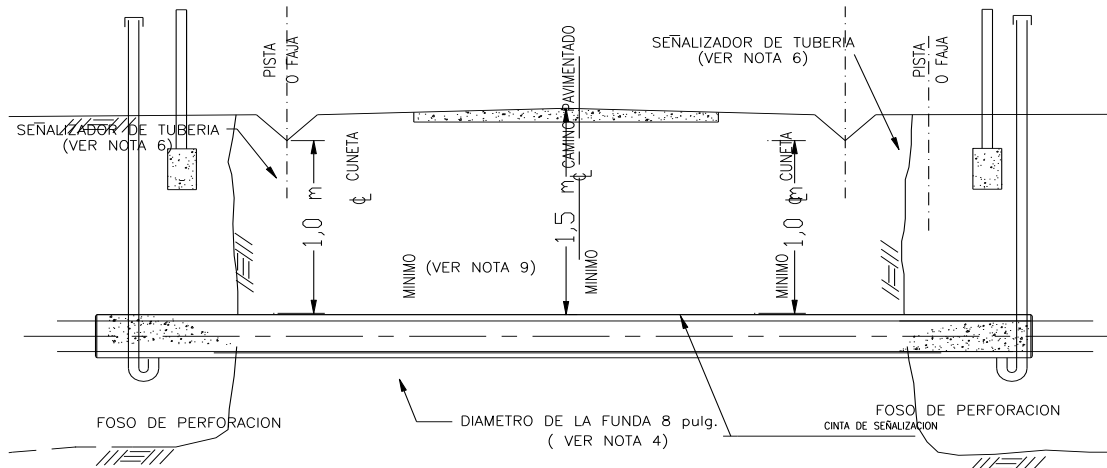 PISTA
O FAJA
CAMINO PAVIMENTADO
℄
SEÑALIZADOR DE TUBERIA
(VER NOTA 6)
PISTA
O FAJA
SEÑALIZADOR DE TUBERIA
(VER NOTA 6)
℄ CUNETA
1,0 m
1,5 m
℄ CUNETA
1,0 m
MINIMO
(VER NOTA 9)
MINIMO
MINIMO
FOSO DE PERFORACION
DIAMETRO DE LA FUNDA 8 pulg.
( VER NOTA 4)
CINTA DE SEÑALIZACION
FOSO DE PERFORACION